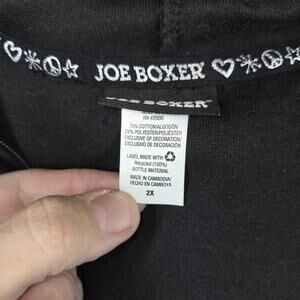 JOE BOXER
JOE BOXER
RN 42000
75% COTTON/ALGODON
25% POLYESTER/POLIÉSTER
EXCLUSIVE OF DECORATION/
EXCLUSIVO DE DECORACIÓN
LABEL MADE WITH
Recycled (100%)
BOTTLE MATERIAL
MADE IN CAMBODIA/
HECHO EN CAMBOYA
2X